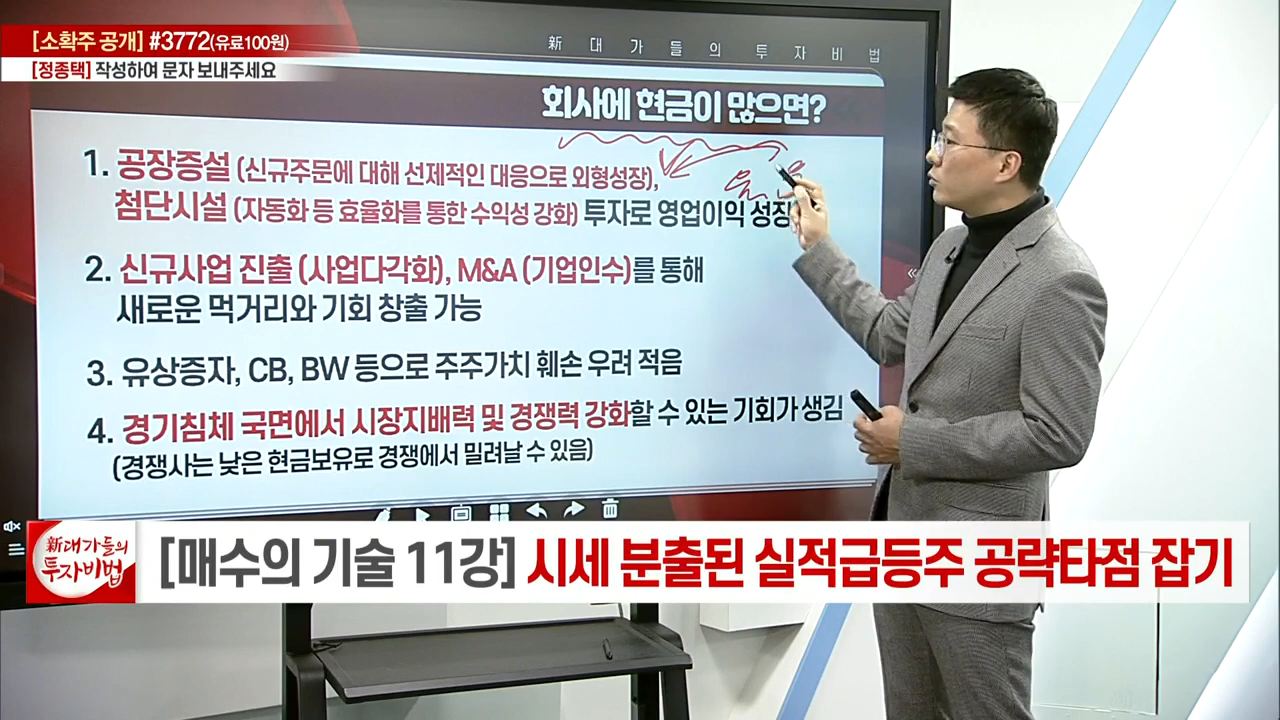 [소확주 공개] #3772(유료100원)
[정종택] 작성하여 문자 보내주세요
新 대 가 들 의 투 자 비 법
회사에 현금이 많으면?
1. 공장증설 (신규주문에 대해 선제적인 대응으로 외형성장),
첨단시설 (자동화 등 효율화를 통한 수익성 강화) 투자로 영업이익 성장
2. 신규사업 진출 (사업다각화), M&A (기업인수)를 통해
새로운 먹거리와 기회 창출 가능
3. 유상증자, CB, BW 등으로 주주가치 훼손 우려 적음
4. 경기침체 국면에서 시장지배력 및 경쟁력 강화할 수 있는 기회가 생김
(경쟁사는 낮은 현금보유로 경쟁에서 밀려날 수 있음)
新대가들의
투자비법
[매수의 기술 11강] 시세 분출된 실적급등주 공략타점 잡기